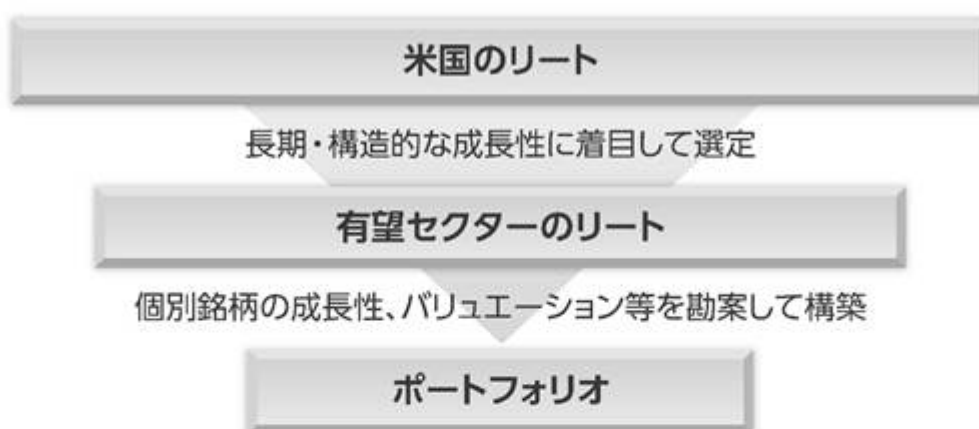 米国のリート
長期・構造的な成長性に着目して選定
有望セクターのリート
個別銘柄の成長性、バリュエーション等を勘案して構築
ポートフォリオ